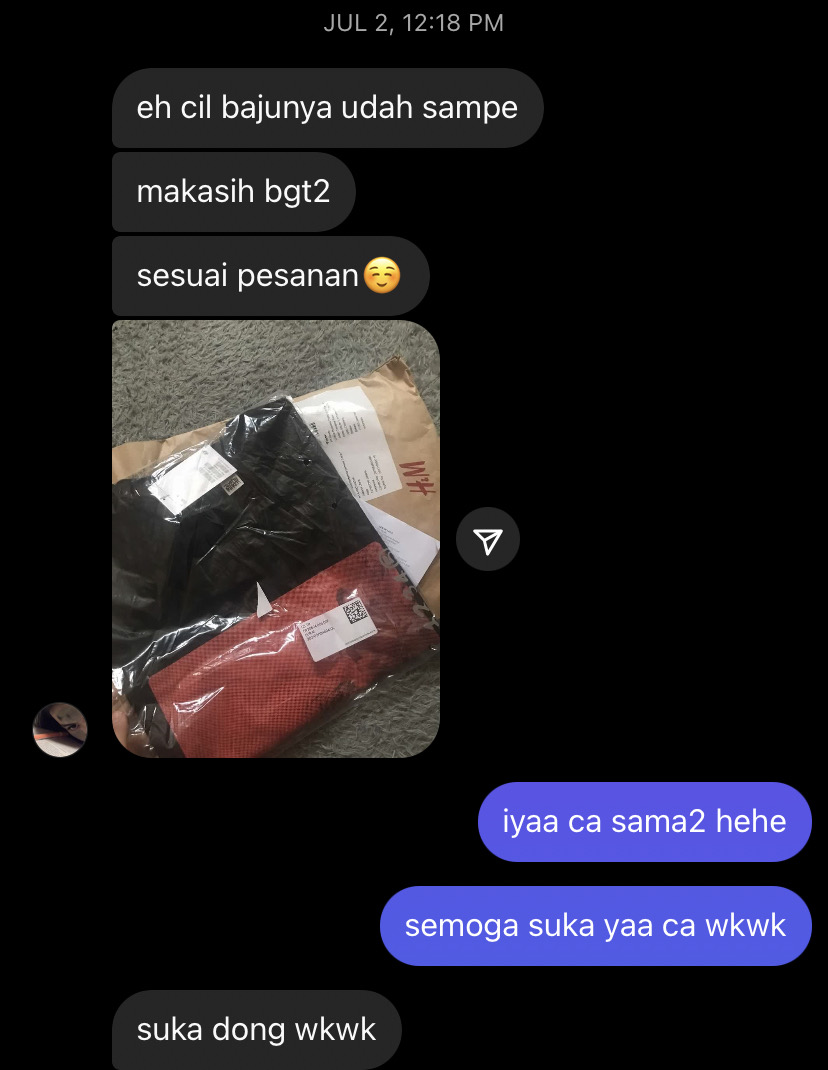 JUL 2, 12:18 PM
eh cil bajunya udah sampe
makasih bgt2
sesuai pesanan☺️
H&M
iyaa ca sama2 hehe
semoga suka yaa ca wkwk
suka dong wkwk